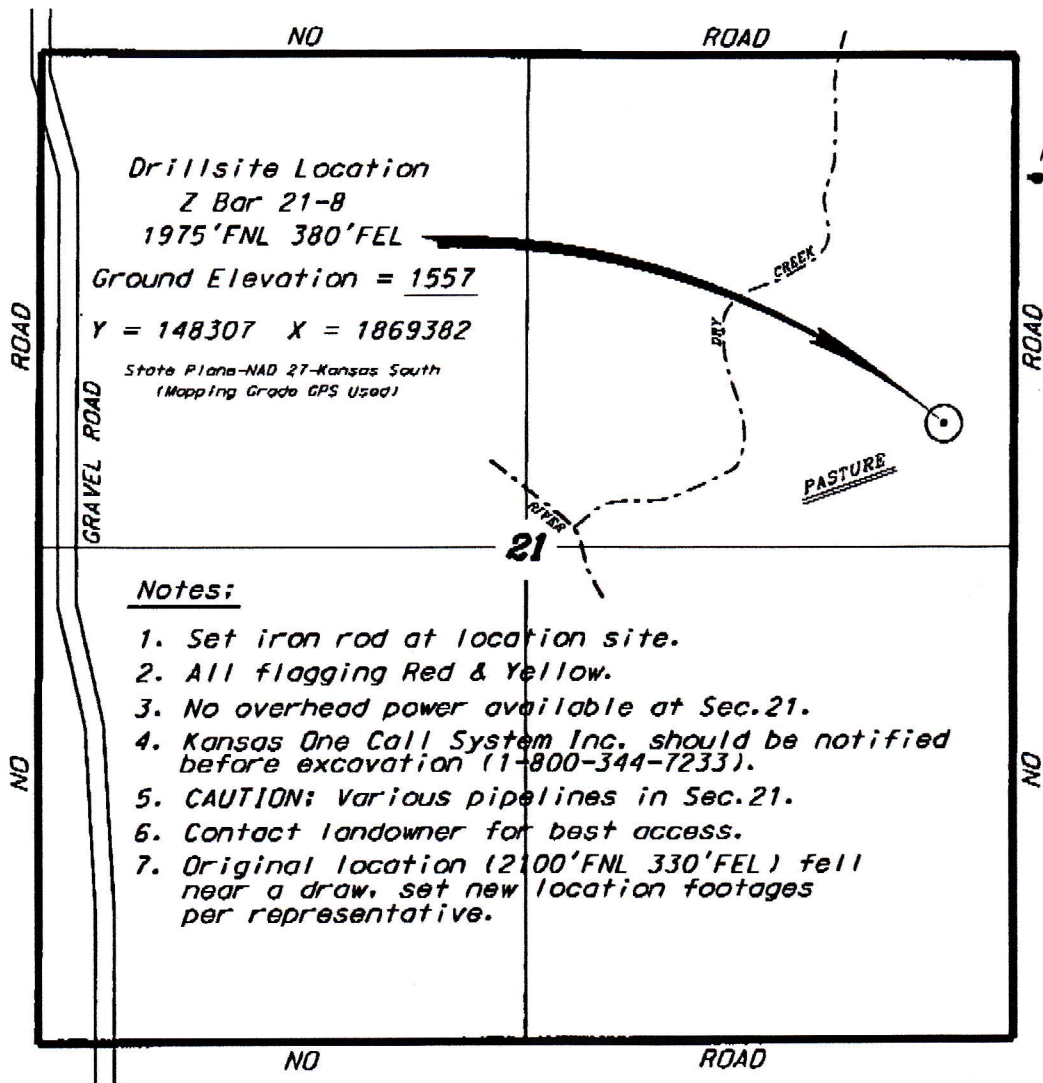 NO ROAD
Drillsite Location
Z Bar 21-8
1975'FNL 380'FEL
Ground Elevation = 1557
Y = 148307 X = 1869382
State Plane-NAD 27-Kansas South
(Mapping Grade GPS Used)
CREEK
DRY
ROAD
ROAD
GRAVEL ROAD
PASTURE
RIVER
21
Notes:
1. Set iron rod at location site.
2. All flagging Red & Yellow.
3. No overhead power available at Sec.21.
4. Kansas One Call System Inc. should be notified
before excavation (1-800-344-7233).
5. CAUTION: Various pipelines in Sec.21.
6. Contact landowner for best access.
7. Original location (2100'FNL 330'FEL) fell
near a draw, set new location footages
per representative.
NO
NO
NO ROAD